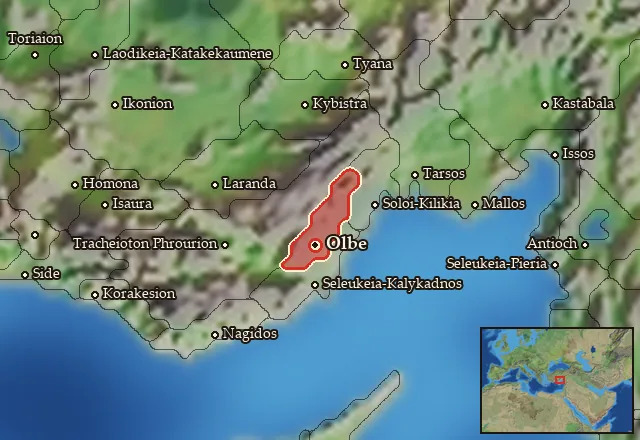 Toriaion
Laodikeia-Katakekaumene
Tyana
Ikonion
Kybistra
Kastabala
Issos
Homona
Laranda
Tarsos
Isaura
Soloi-Kilikia
Mallos
Tracheioton Phrourion
Olbe
Antioch
Side
Seleukeia-Pieria
Korakesion
Seleukeia-Kalykadnos
Nagidos